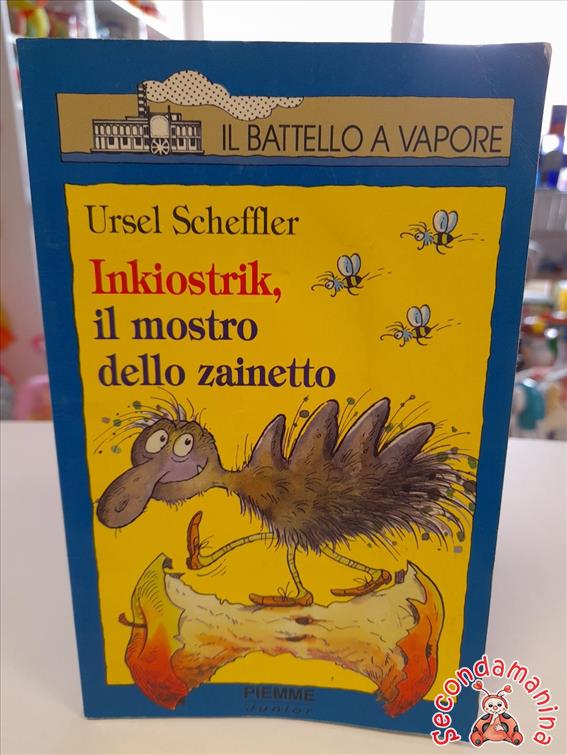 IL BATTELLO A VAPORE
Ursel Scheffler
Inkiostrik,
il mostro
dello zainetto
PIEMME
Junior
secondamanina